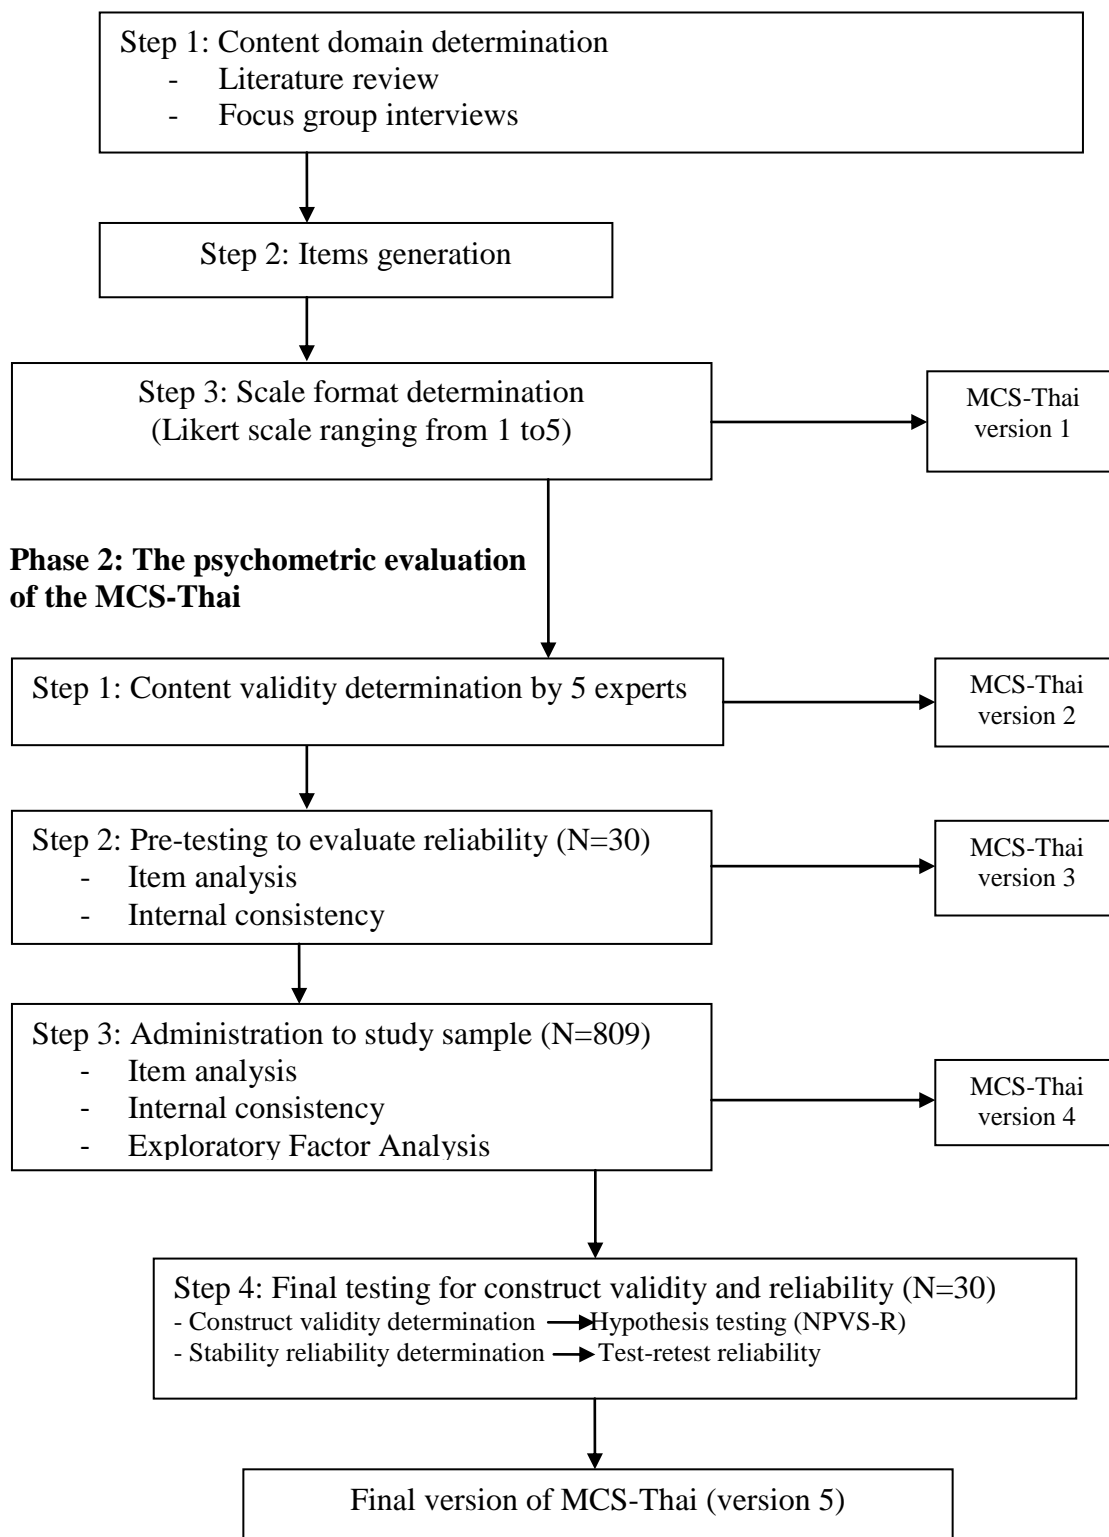 Step 1: Content domain determination
- Literature review
- Focus group interviews
Step 2: Items generation
Step 3: Scale format determination
(Likert scale ranging from 1 to5)
MCS-Thai
version 1
Phase 2: The psychometric evaluation
of the MCS-Thai
Step 1: Content validity determination by 5 experts
MCS-Thai
version 2
Step 2: Pre-testing to evaluate reliability (N=30)
- Item analysis
- Internal consistency
MCS-Thai
version 3
Step 3: Administration to study sample (N=809)
- Item analysis
- Internal consistency
- Exploratory Factor Analysis
MCS-Thai
version 4
Step 4: Final testing for construct validity and reliability (N=30)
- Construct validity determination Hypothesis testing (NPVS-R)
- Stability reliability determination Test-retest reliability
Final version of MCS-Thai (version 5)